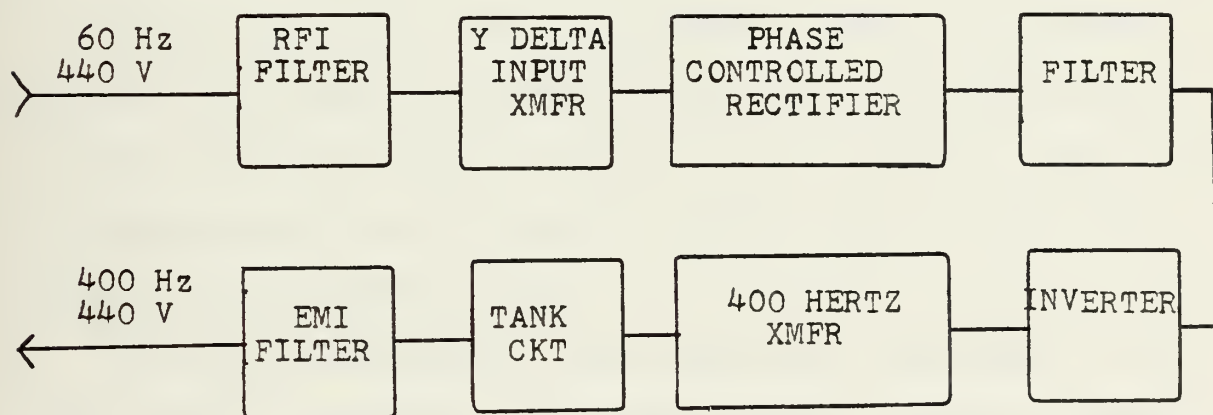 60 Hz
440 V
RFI
FILTER
Y DELTA
INPUT
XMFR
PHASE
CONTROLLED
RECTIFIER
FILTER
400 Hz
440 V
EMI
FILTER
TANK
CKT
400 HERTZ
XMFR
INVERTER